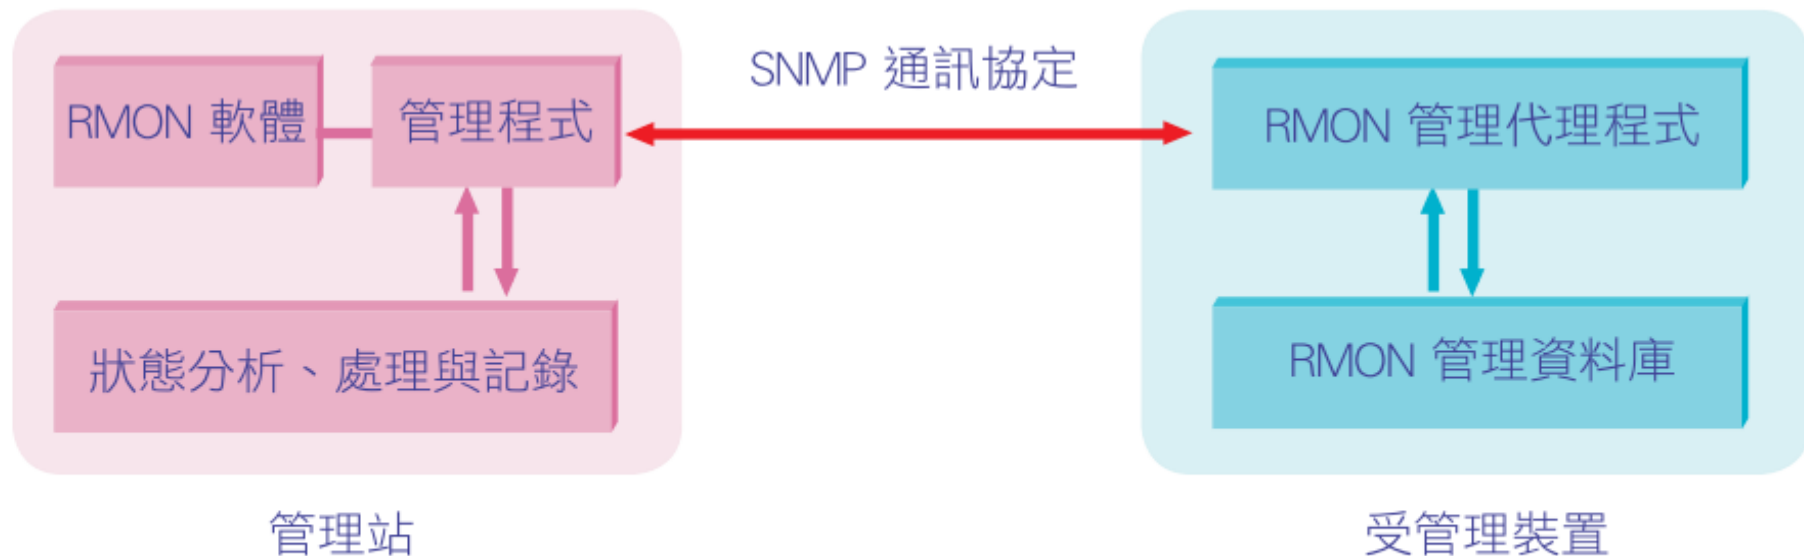 SNMP 通訊協定
RMON 軟體
管理程式
RMON 管理代理程式
狀態分析、處理與記錄
RMON 管理資料庫
管理站
受管理裝置